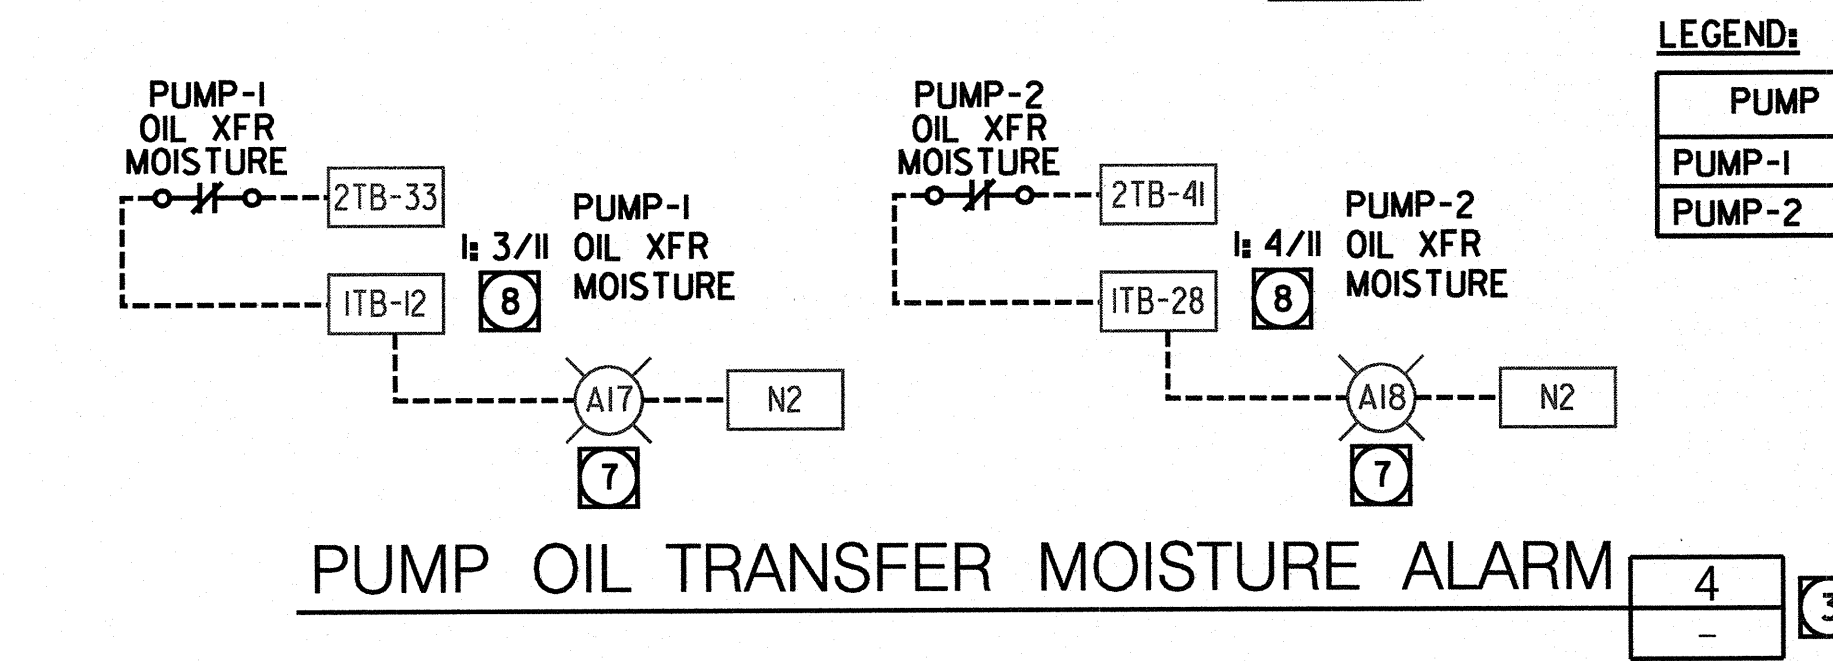 LEGEND:
PUMP
PUMP-1
PUMP-2
PUMP-1
OIL XFR
MOISTURE
2TB-33
1TB-12
I: 3/11
8
PUMP-1
OIL XFR
MOISTURE
A17
N2
7
PUMP-2
OIL XFR
MOISTURE
2TB-41
1TB-28
I: 4/11
8
PUMP-2
OIL XFR
MOISTURE
A18
N2
7
PUMP OIL TRANSFER MOISTURE ALARM
4
-
3